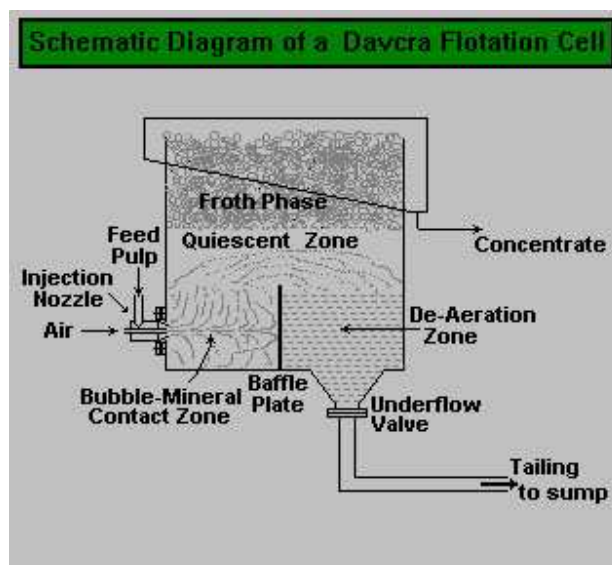 Schematic Diagram of a Davcra Flotation Cell
Froth Phase
Feed
Pulp
Quiescent Zone
Concentrate
Injection
Nozzle
Air
De-Aeration
Zone
Bubble-Mineral
Contact Zone
Baffle
Plate
Underflow
Valve
Tailing
to sump